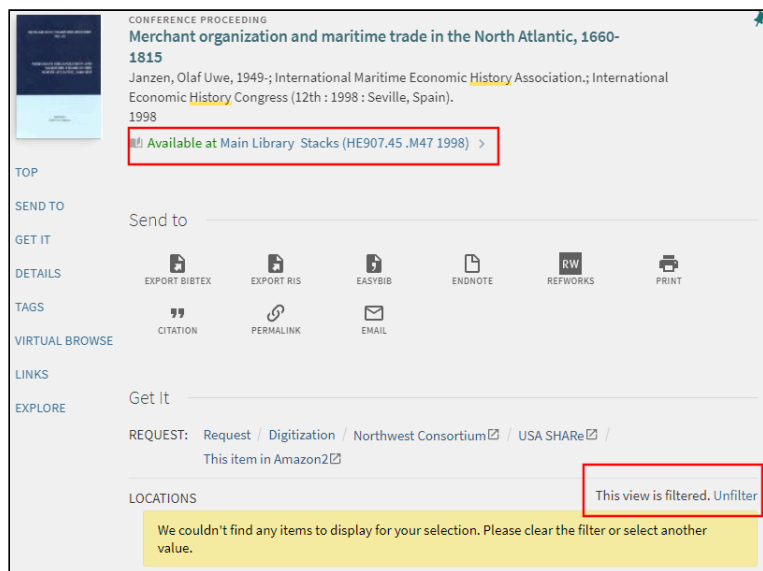 CONFERENCE PROCEEDING
Merchant organization and maritime trade in the North Atlantic, 1660-
1815
Janzen, Olaf Uwe, 1949-; International Maritime Economic History Association.; International
Economic History Congress (12th : 1998 : Seville, Spain).
1998
Available at Main Library Stacks (HE907.45 .M47 1998) >
TOP
SEND TO
GET IT
DETAILS
TAGS
VIRTUAL BROWSE
LINKS
EXPLORE
Send to
EXPORT BIBTEX EXPORT RIS EASYBIB ENDNOTE RW REFWORKS PRINT
CITATION PERMALINK EMAIL
Get It
REQUEST: Request / Digitization / Northwest Consortium / USA SHARe /
This item in Amazon2
This view is filtered. Unfilter
LOCATIONS
We couldn't find any items to display for your selection. Please clear the filter or select another
value.